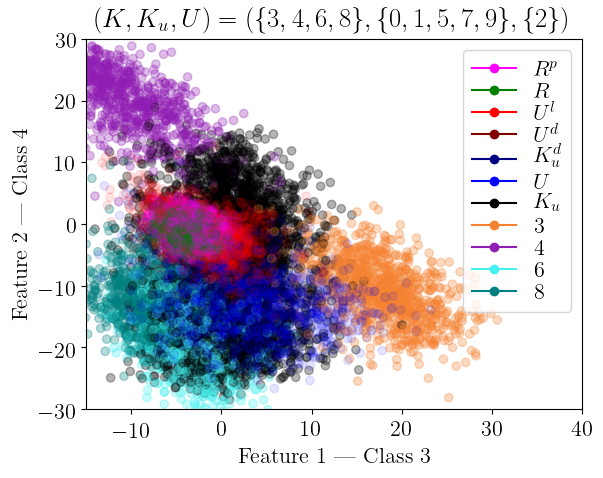 (K, K_u, U) = ({3, 4, 6, 8}, {0, 1, 5, 7, 9}, {2})
30
20
10
0
−10
−20
−30
Feature 2 — Class 4
R^p
R
U^l
U^d
K_u^d
U
K_u
3
4
6
8
−10
0
10
20
30
40
Feature 1 — Class 3